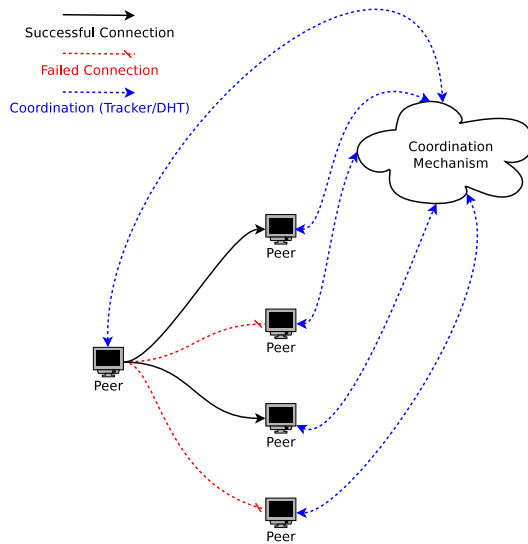 Successful Connection
Failed Connection
Coordination (Tracker/DHT)
Coordination
Mechanism
Peer
Peer
Peer
Peer
Peer